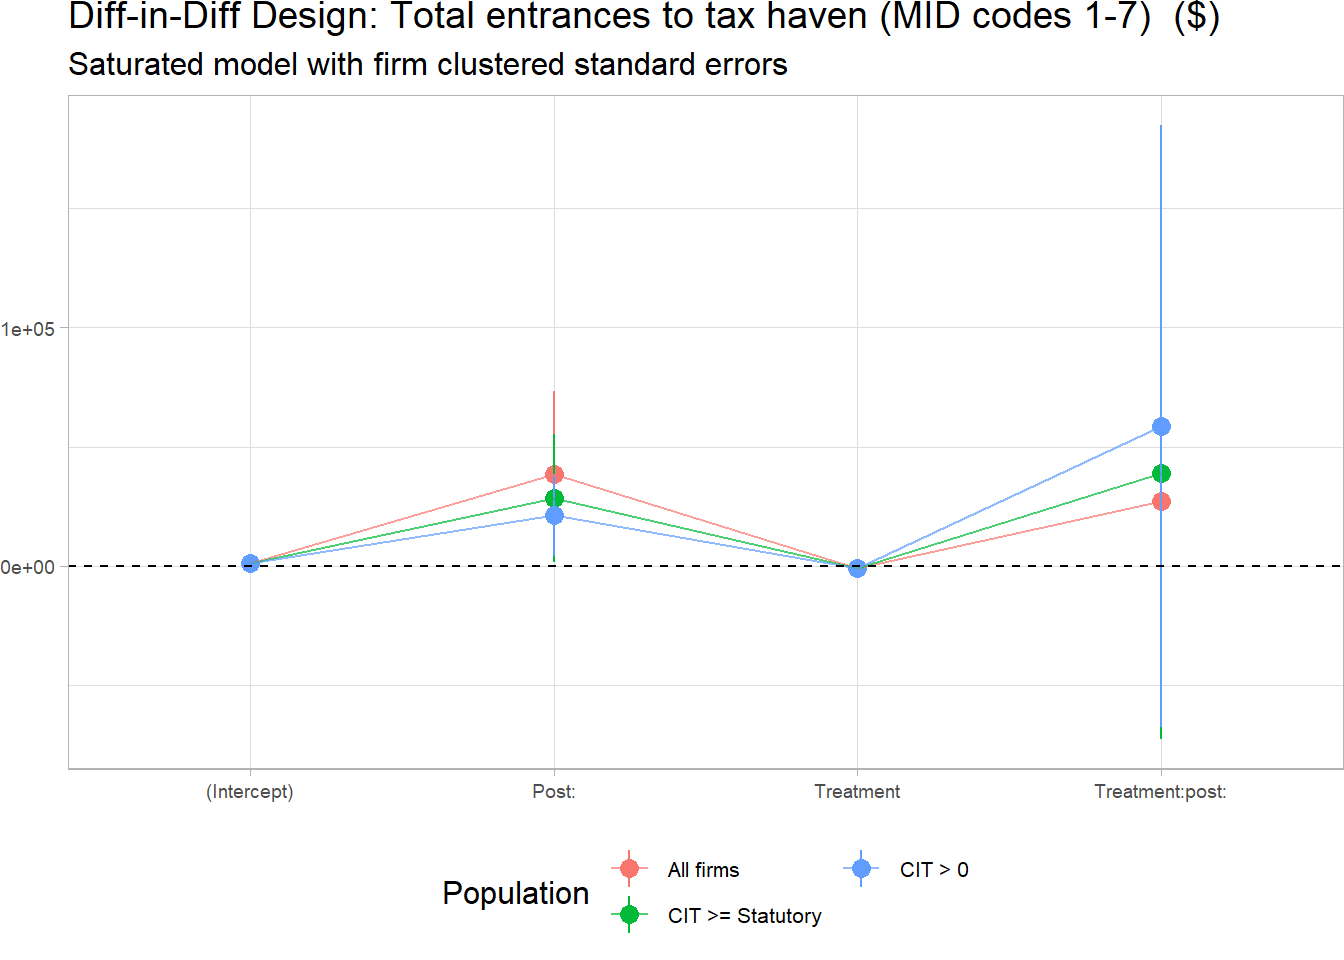 Diff-in-Diff Design: Total entrances to tax haven (MID codes 1-7)  ($)
Saturated model with firm clustered standard errors
1e+05
0e+00
(Intercept)
Post:
Treatment
Treatment:post:
Population
All firms
CIT > 0
CIT >= Statutory